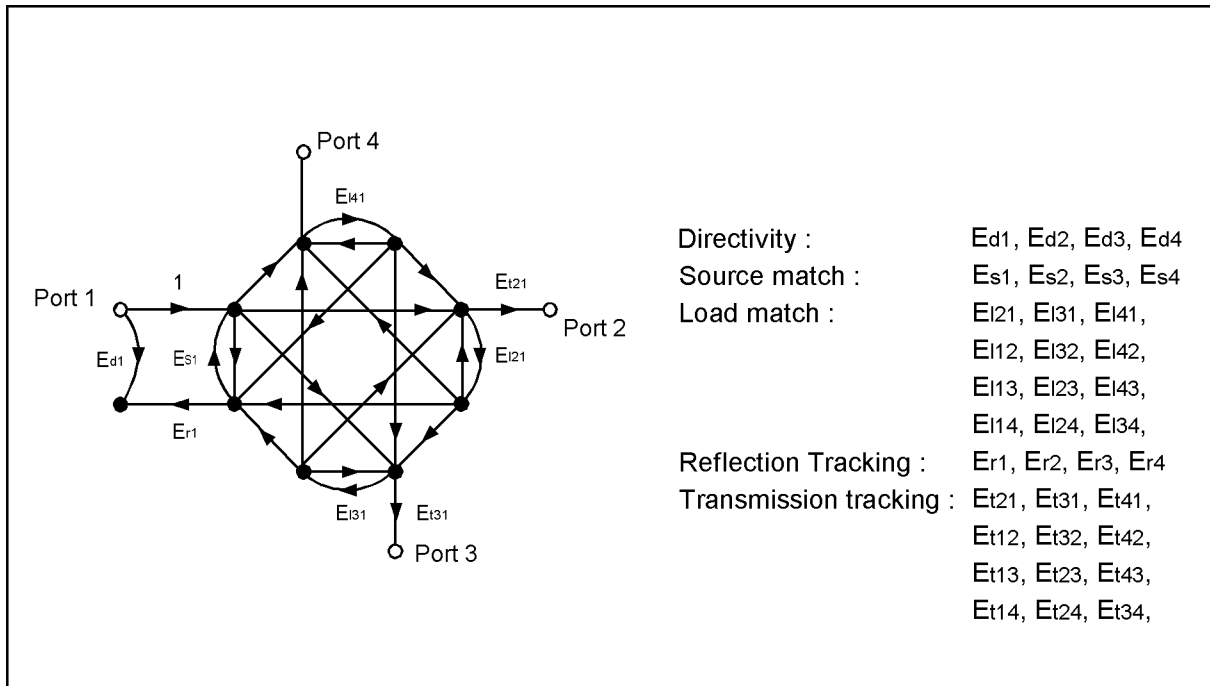 Port 4
El41
Port 1
1
Et21
Port 2
Ed1
ES1
El21
Er1
El31
Et31
Port 3
Directivity : Ed1, Ed2, Ed3, Ed4
Source match : Es1, Es2, Es3, Es4
Load match : El21, El31, El41,
El12, El32, El42,
El13, El23, El43,
El14, El24, El34,
Reflection Tracking : Er1, Er2, Er3, Er4
Transmission tracking : Et21, Et31, Et41,
Et12, Et32, Et42,
Et13, Et23, Et43,
Et14, Et24, Et34,